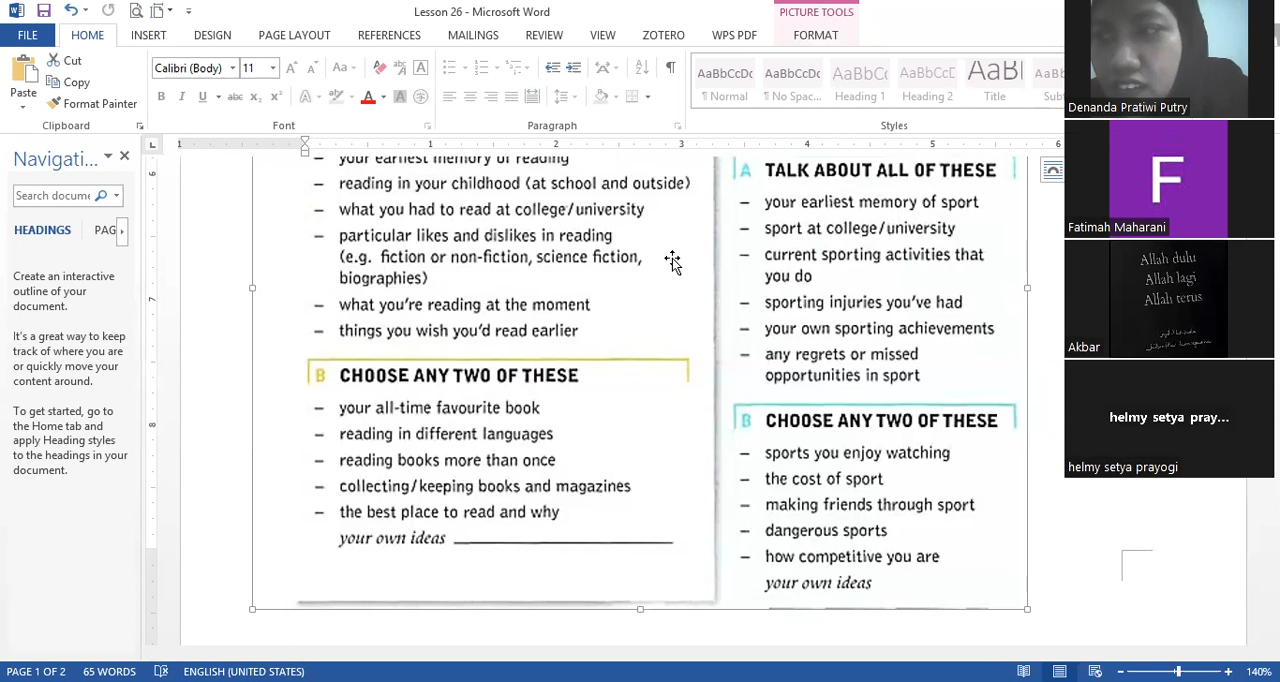 Lesson 26 - Microsoft Word
PICTURE TOOLS
FILE HOME INSERT DESIGN PAGE LAYOUT REFERENCES MAILINGS REVIEW VIEW ZOTERO WPS PDF FORMAT
Paste
Cut
Copy
Format Painter
Clipboard
Calibri (Body) 11
Font
Paragraph
AaBbCcDc AaBbCcDc AaBbCc AaBbCcD AaBl
¶ Normal ¶ No Spac... Heading 1 Heading 2 Title
Styles
Navigati...
Search docume
HEADINGS PAG
Create an interactive
outline of your
document.
It's a great way to keep
track of where you are
or quickly move your
content around.
To get started, go to
the Home tab and
apply Heading styles
to the headings in your
document.
1 1 2 3 4 5 6
6
7
8
– your earliest memory of reading
– reading in your childhood (at school and outside)
– what you had to read at college/university
– particular likes and dislikes in reading
(e.g. fiction or non-fiction, science fiction,
biographies)
– what you're reading at the moment
– things you wish you'd read earlier
B CHOOSE ANY TWO OF THESE
– your all-time favourite book
– reading in different languages
– reading books more than once
– collecting/keeping books and magazines
– the best place to read and why
your own ideas
A TALK ABOUT ALL OF THESE
– your earliest memory of sport
– sport at college/university
– current sporting activities that
you do
– sporting injuries you've had
– your own sporting achievements
– any regrets or missed
opportunities in sport
B CHOOSE ANY TWO OF THESE
– sports you enjoy watching
– the cost of sport
– making friends through sport
– dangerous sports
– how competitive you are
your own ideas
Denanda Pratiwi Putry
F
Fatimah Maharani
Allah dulu
Allah lagi
Allah terus
Akbar
helmy setya pray...
helmy setya prayogi
PAGE 1 OF 2 65 WORDS ENGLISH (UNITED STATES) 140%